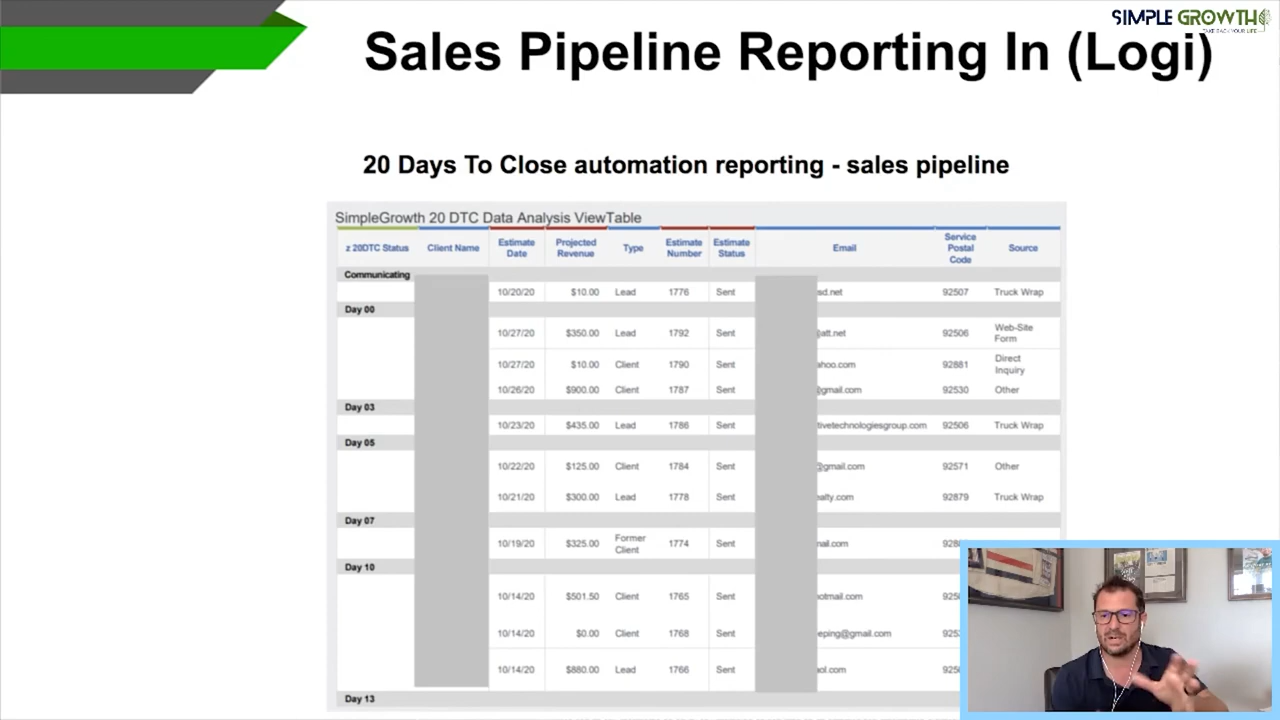 SIMPLE GROWTH
TAKE BACK YOUR LIFE
Sales Pipeline Reporting In (Logi)
20 Days To Close automation reporting - sales pipeline
SimpleGrowth 20 DTC Data Analysis ViewTable
z 20DTC Status Client Name Estimate Date Projected Revenue Type Estimate Number Estimate Status Email Service Postal Code Source
Communicating
10/20/20 $10.00 Lead 1776 Sent sd.net 92507 Truck Wrap
Day 00
10/27/20 $350.00 Lead 1792 Sent @att.net 92506 Web-Site Form
10/27/20 $10.00 Client 1790 Sent ahoo.com 92881 Direct Inquiry
10/26/20 $900.00 Client 1787 Sent @gmail.com 92530 Other
Day 03
10/23/20 $435.00 Lead 1786 Sent tivetechnologiesgroup.com 92506 Truck Wrap
Day 05
10/22/20 $125.00 Client 1784 Sent @gmail.com 92571 Other
10/21/20 $300.00 Lead 1778 Sent ealty.com 92879 Truck Wrap
Day 07
10/19/20 $325.00 Former Client 1774 Sent mail.com 928
Day 10
10/14/20 $501.50 Client 1765 Sent otmail.com 925
10/14/20 $0.00 Client 1768 Sent eping@gmail.com 925
10/14/20 $880.00 Lead 1766 Sent aol.com 925
Day 13